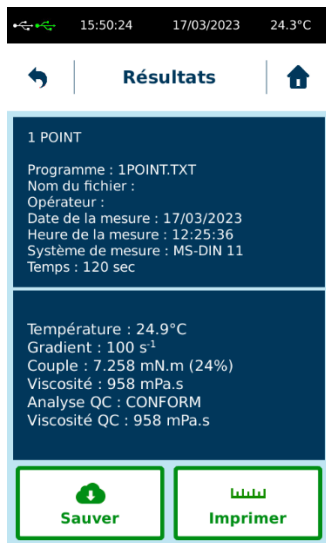 15:50:24 17/03/2023 24.3°C
Résultats
1 POINT
Programme : 1POINT.TXT
Nom du fichier :
Opérateur :
Date de la mesure : 17/03/2023
Heure de la mesure : 12:25:36
Système de mesure : MS-DIN 11
Temps : 120 sec
Température : 24.9°C
Gradient : 100 s⁻¹
Couple : 7.258 mN.m (24%)
Viscosité : 958 mPa.s
Analyse QC : CONFORM
Viscosité QC : 958 mPa.s
Sauver Imprimer